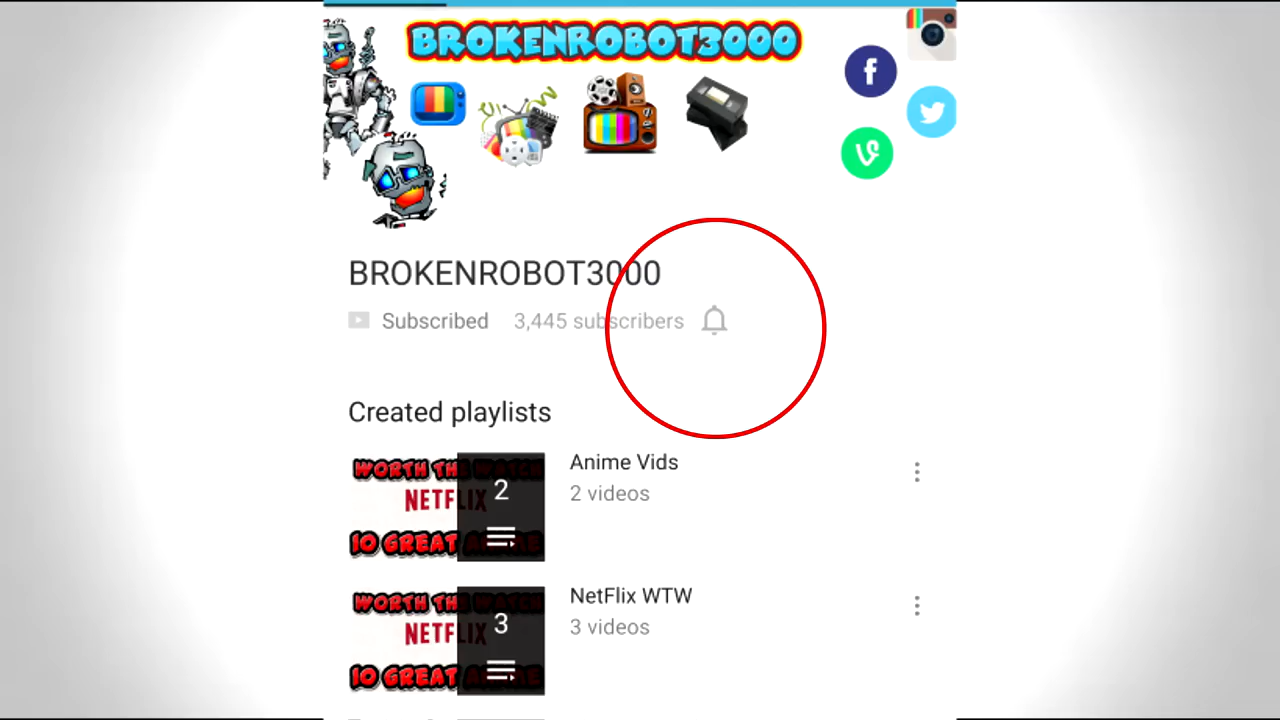 BROKENROBOT3000
BROKENROBOT3000
Subscribed 3,445 subscribers
Created playlists
WORTH THE WATCH
NETFLIX
10 GREAT ANIME
2
Anime Vids
2 videos
WORTH THE WATCH
NETFLIX
10 GREAT ANIME
3
NetFlix WTW
3 videos